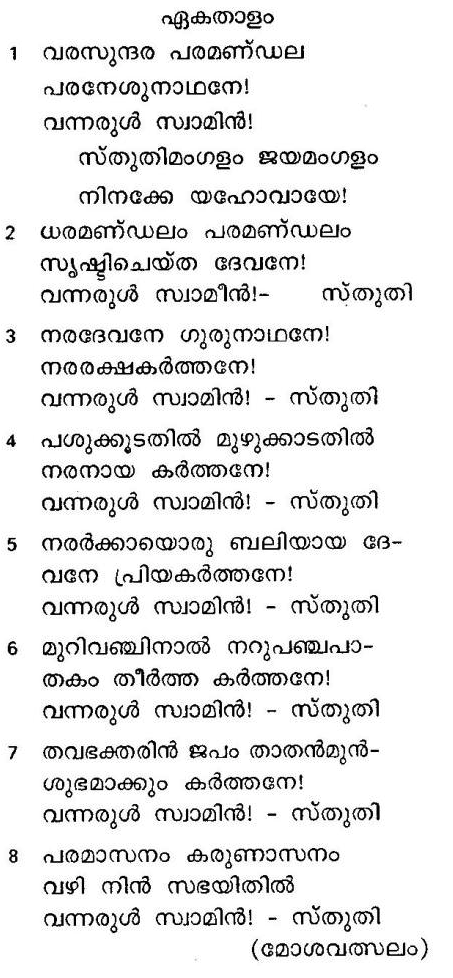 ഏകതാളം
1 വരസുന്ദര പരമണ്ഡല
പരനേശുനാഥനേ!
വന്നരുൾ സ്വാമിൻ!
സ്തുതിമംഗളം ജയമംഗളം
നിനക്കേ യഹോവായേ!
2 ധരമണ്ഡലം പരമണ്ഡലം
സൃഷ്ടിചെയ്ത ദേവനേ!
വന്നരുൾ സ്വാമീൻ!- സ്തുതി
3 നരദേവനേ ഗുരുനാഥനേ!
നരരക്ഷകർത്തനേ!
വന്നരുൾ സ്വാമിൻ! - സ്തുതി
4 പശുക്കൂടതിൽ മുഴുക്കാടതിൽ
നരനായ കർത്തനേ!
വന്നരുൾ സ്വാമിൻ! - സ്തുതി
5 നരർക്കായൊരു ബലിയായ ദേ-
വനേ പ്രിയകർത്തനേ!
വന്നരുൾ സ്വാമിൻ! - സ്തുതി
6 മുറിവഞ്ചിനാൽ നറുപഞ്ചപാ-
തകം തീർത്ത കർത്തനേ!
വന്നരുൾ സ്വാമിൻ! - സ്തുതി
7 തവഭക്തരിൻ ജപം താതൻമുൻ-
ശുഭമാക്കും കർത്തനേ!
വന്നരുൾ സ്വാമിൻ! - സ്തുതി
8 പരമാസനം കരുണാസനം
വഴി നിൻ സഭയിതിൽ
വന്നരുൾ സ്വാമിൻ! - സ്തുതി
(മോശവത്സലം)